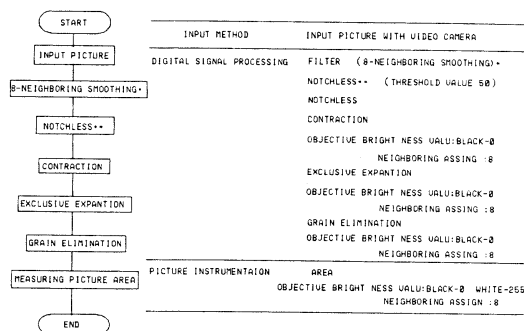 START
INPUT PICTURE
8-NEIGHBORING SMOOTHING*
NOTCHLESS**
CONTRACTION
EXCLUSIVE EXPANTION
GRAIN ELIMINATION
MEASURING PICTURE AREA
END
INPUT METHOD INPUT PICTURE WITH VIDEO CAMERA
DIGITAL SIGNAL PROCESSING FILTER (8-NEIGHBORING SMOOTHING)*
NOTCHLESS** (THRESHOLD VALUE 50)
NOTCHLESS
CONTRACTION
OBJECTIVE BRIGHT NESS VALU:BLACK-0
NEIGHBORING ASSING :8
EXCLUSIVE EXPANTION
OBJECTIVE BRIGHT NESS VALU:BLACK-0
NEIGHBORING ASSING :8
GRAIN ELIMINATION
OBJECTIVE BRIGHT NESS VALU:BLACK-0
NEIGHBORING ASSING :8
PICTURE INSTRUMENTAION AREA
OBJECTIVE BRIGHT NESS VALU:BLACK-0 WHITE-255
NEIGHBORING ASSIGN :8